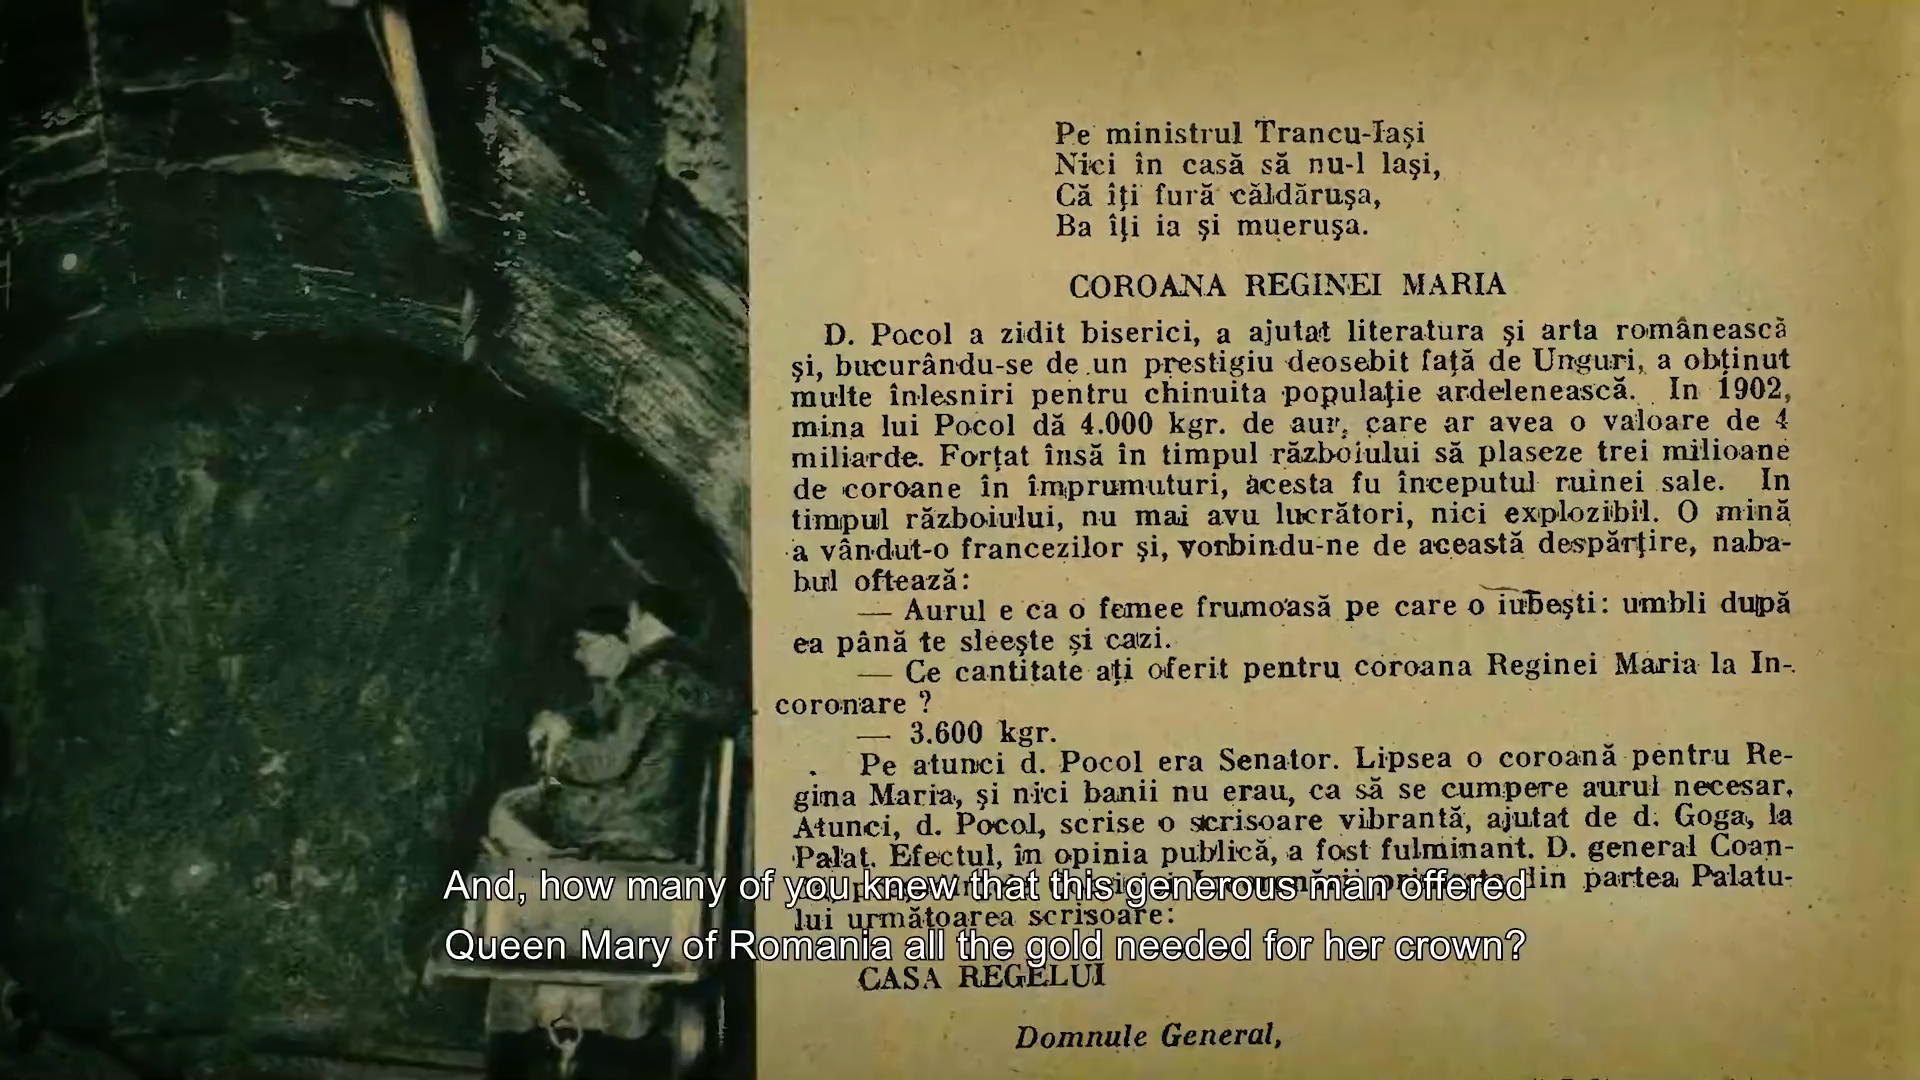 Pe ministrul Trancu-Iaşi
Nici în casă să nu-l laşi,
Că îţi fură căldăruşa,
Ba îţi ia şi mueruşa.
COROANA REGINEI MARIA
D. Pocol a zidit biserici, a ajutat literatura şi arta românească
şi, bucurându-se de un prestigiu deosebit faţă de Unguri, a obţinut
multe înlesniri pentru chinuita populaţie ardelenească. In 1902,
mina lui Pocol dă 4.000 kgr. de aur, care ar avea o valoare de 4
miliarde. Forţat însă în timpul războiului să plaseze trei milioane
de coroane în împrumuturi, acesta fu începutul ruinei sale. In
timpul războiului, nu mai avu lucrători, nici explozibil. O mină
a vândut-o francezilor şi, vorbindu-ne de această despărţire, naba-
bul oftează:
— Aurul e ca o femee frumoasă pe care o iubeşti: umbli după
ea până te sleeşte şi cazi.
— Ce cantitate aţi oferit pentru coroana Reginei Maria la In-
coronare ?
— 3.600 kgr.
Pe atunci d. Pocol era Senator. Lipsea o coroană pentru Re-
gina Maria, şi nici banii nu erau, ca să se cumpere aurul necesar.
Atunci, d. Pocol, scrise o scrisoare vibrantă, ajutat de d. Goga, la
Palat. Efectul, în opinia publică, a fost fulminant. D. general Coan-
din partea Palatu-
lui următoarea scrisoare:
And, how many of you knew that this generous man offered
Queen Mary of Romania all the gold needed for her crown?
CASA REGELUI
Domnule General,